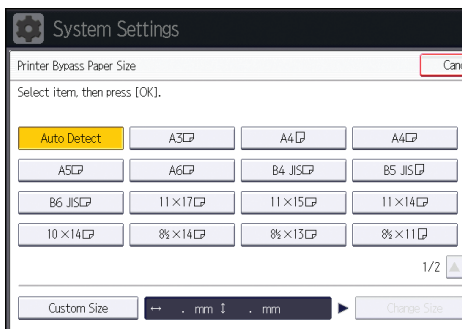 System Settings
Printer Bypass Paper Size
Select item, then press [OK].
Auto Detect A3 A4 A4
A5 A6 B4 JIS B5 JIS
B6 JIS 11×17 11×15 11×14
10×14 8½×14 8½×13 8½×11
1/2
Custom Size ↔ . mm ↕ . mm ► Change Size